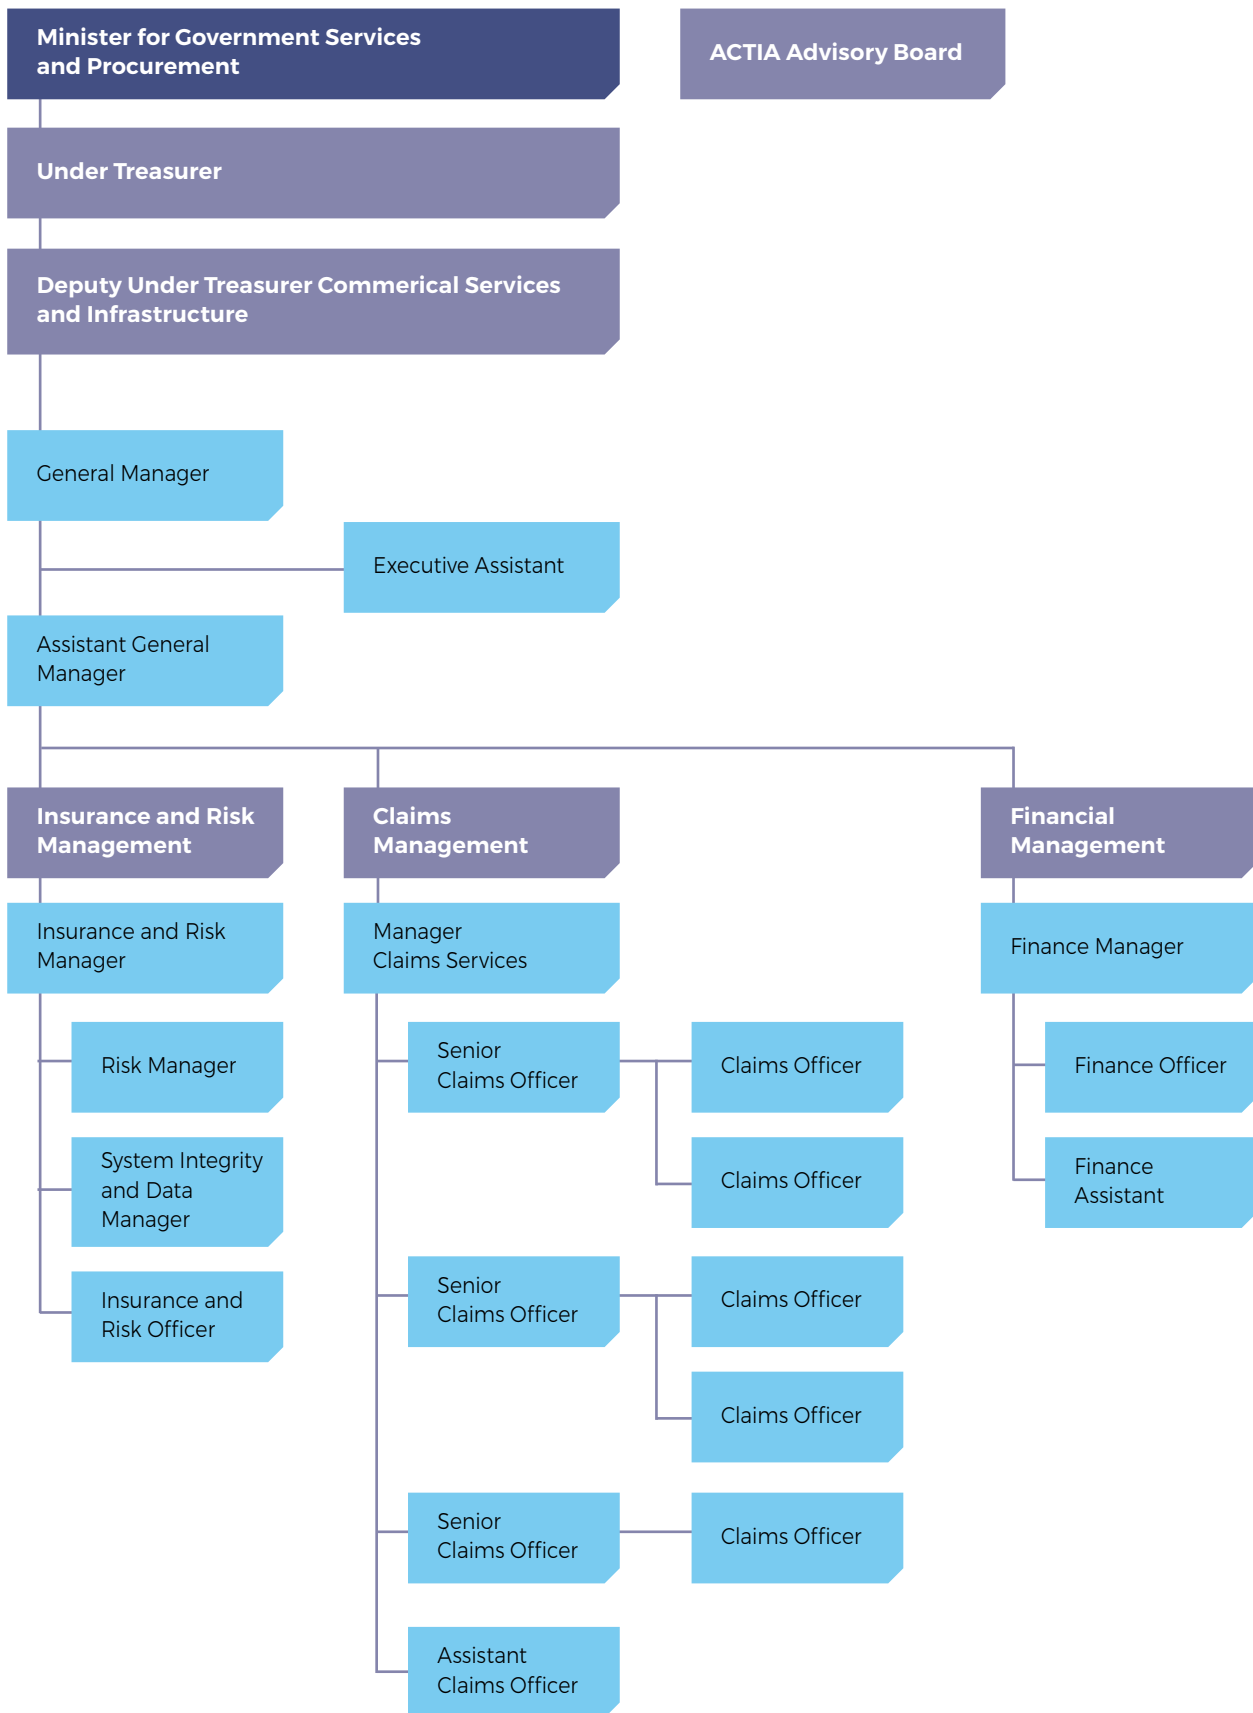 Minister for Government Services
and Procurement
ACTIA Advisory Board
Under Treasurer
Deputy Under Treasurer Commerical Services
and Infrastructure
General Manager
Executive Assistant
Assistant General
Manager
Insurance and Risk
Management
Claims
Management
Financial
Management
Insurance and Risk
Manager
Manager
Claims Services
Finance Manager
Risk Manager
System Integrity
and Data
Manager
Insurance and
Risk Officer
Senior
Claims Officer
Claims Officer
Claims Officer
Senior
Claims Officer
Claims Officer
Claims Officer
Senior
Claims Officer
Claims Officer
Assistant
Claims Officer
Finance Officer
Finance
Assistant